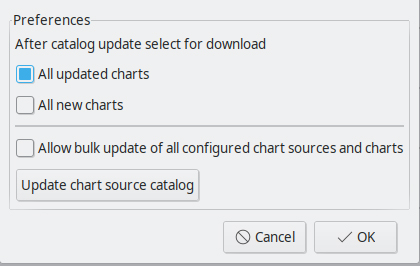 Preferences
After catalog update select for download
All updated charts
All new charts
Allow bulk update of all configured chart sources and charts
Update chart source catalog
Cancel
OK